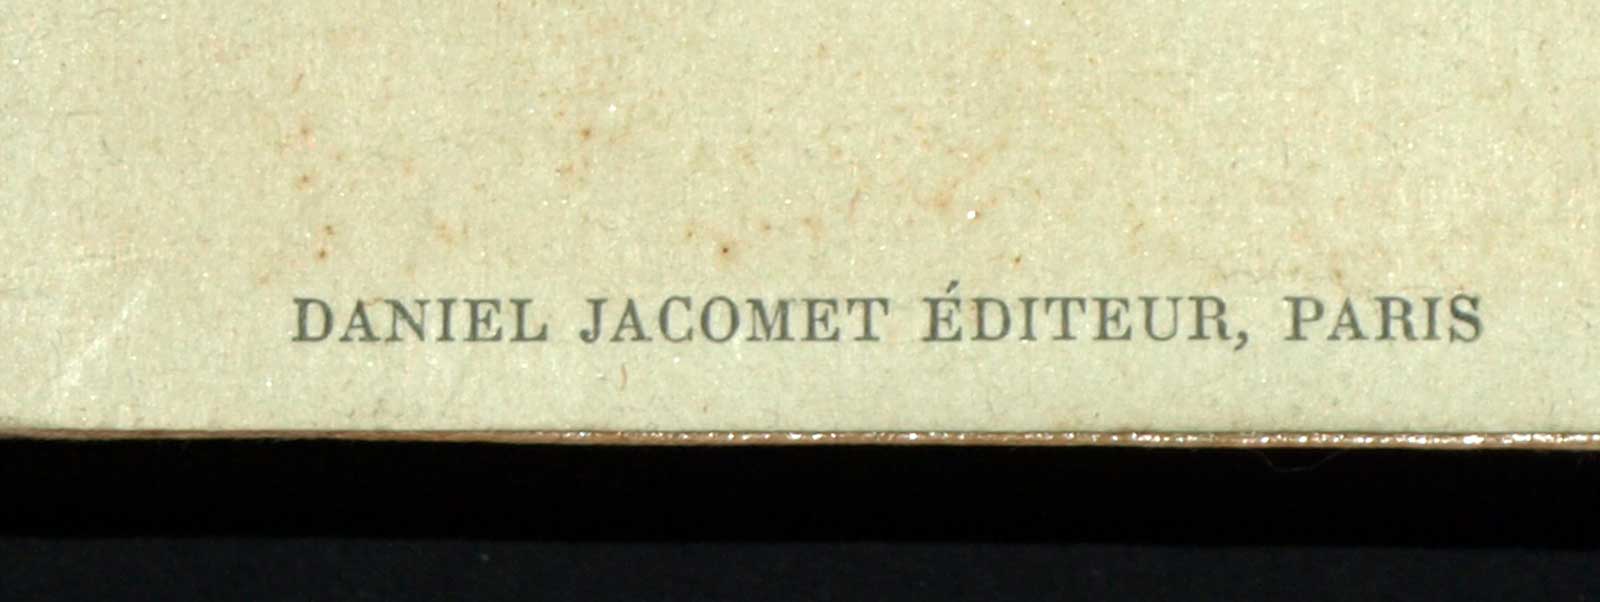 DANIEL JACOMET ÉDITEUR, PARIS